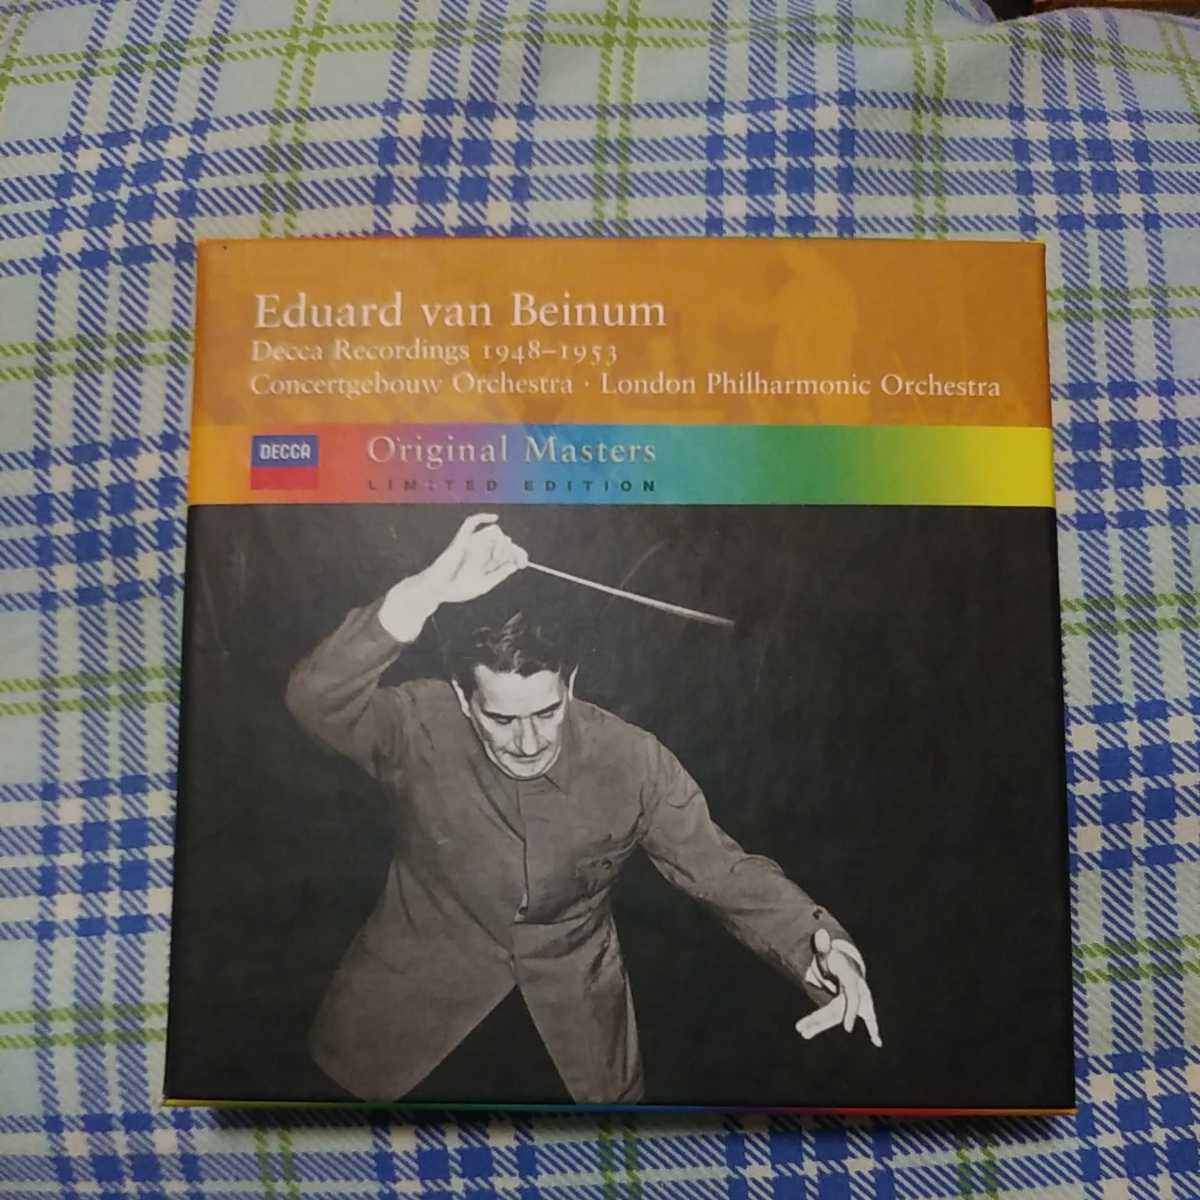 Eduard van Beinum
Decca Recordings 1948–1953
Concertgebouw Orchestra · London Philharmonic Orchestra
DECCA
Original Masters
LIMITED EDITION